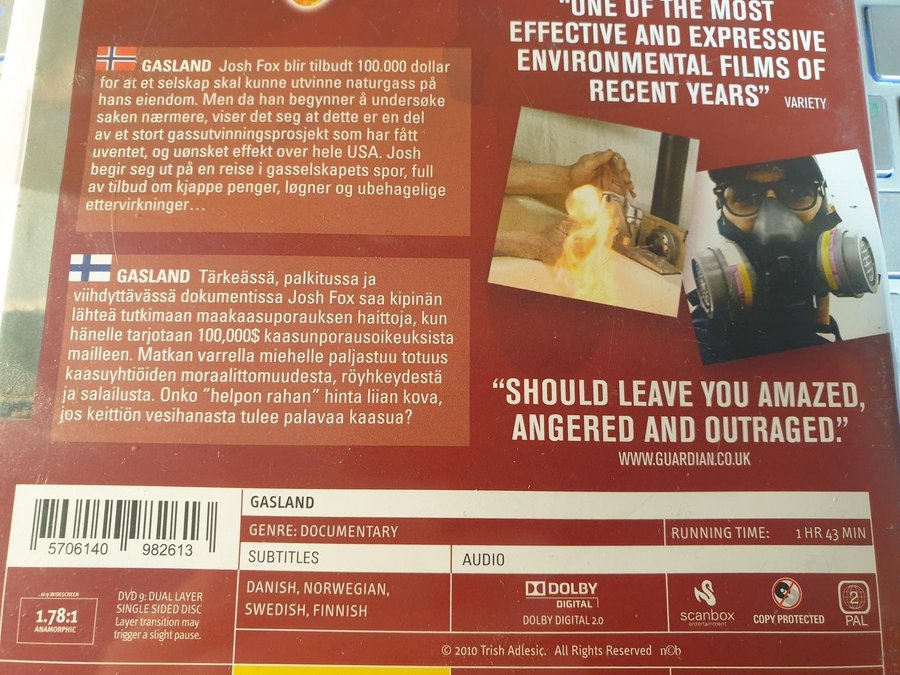 "ONE OF THE MOST
EFFECTIVE AND EXPRESSIVE
ENVIRONMENTAL FILMS OF
RECENT YEARS" VARIETY
GASLAND Josh Fox blir tilbudt 100.000 dollar
for at et selskap skal kunne utvinne naturgass på
hans eiendom. Men da han begynner å undersøke
saken nærmere, viser det seg at dette er en del
av et stort gassutvinningsprosjekt som har fått
uventet, og uønsket effekt over hele USA. Josh
begir seg ut på en reise i gasselskapets spor, full
av tilbud om kjappe penger, løgner og ubehagelige
ettervirkninger...
GASLAND Tärkeässä, palkitussa ja
viihdyttävässä dokumentissa Josh Fox saa kipinän
lähteä tutkimaan maakaasuporauksen haittoja, kun
hänelle tarjotaan 100,000$ kaasunporausoikeuksista
mailleen. Matkan varrella miehelle paljastuu totuus
kaasuyhtiöiden moraalittomuudesta, röyhkeydestä
ja salailusta. Onko "helpon rahan" hinta liian kova,
jos keittiön vesihanasta tulee palavaa kaasua?
"SHOULD LEAVE YOU AMAZED,
ANGERED AND OUTRAGED."
WWW.GUARDIAN.CO.UK
5706140 982613
GASLAND
GENRE: DOCUMENTARY
RUNNING TIME: 1 HR 43 MIN
SUBTITLES
AUDIO
16:9 WIDESCREEN
1.78:1
ANAMORPHIC
DVD 9: DUAL LAYER
SINGLE SIDED DISC
Layer transition may
trigger a slight pause.
DANISH, NORWEGIAN,
SWEDISH, FINNISH
DOLBY
DIGITAL
DOLBY DIGITAL 2.0
scanbox
entertainment
COPY PROTECTED
2
PAL
© 2010 Trish Adlesic. All Rights Reserved ncb